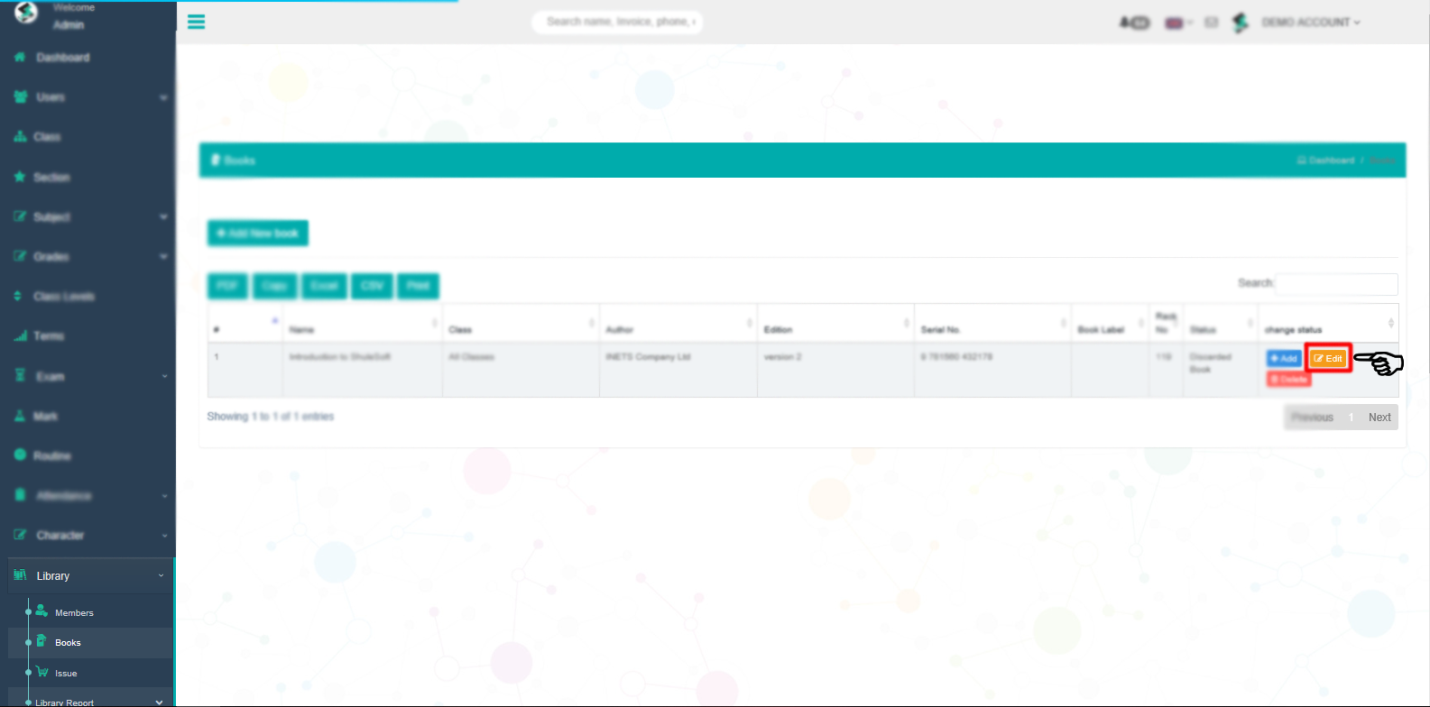 Welcome
Admin
Search name, Invoice, phone,
DEMO ACCOUNT
Dashboard
Users
Class
Section
Subject
Grades
Class Levels
Terms
Exam
Mark
Routine
Attendance
Character
Library
Members
Books
Issue
Library Report
Books
Dashboard /
Add New book
PDF Copy Excel CSV Print
Search:
# Name Class Author Edition Serial No. Book Label Rack No Status change status
1 Introduction to ShuleSoft All Classes INETS Company Ltd version 2 9 781560 432178 Discarded Book
Add Edit
Delete
Showing 1 to 1 of 1 entries
Previous 1 Next